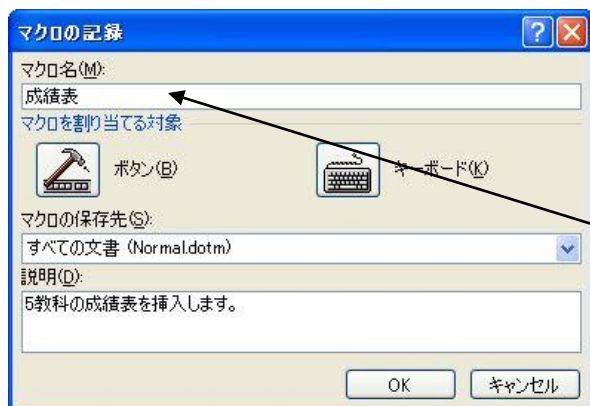 マクロの記録
マクロ名(M):
成績表
マクロを割り当てる対象
ボタン(B)
キーボード(K)
マクロの保存先(S):
すべての文書 (Normal.dotm)
説明(D):
5教科の成績表を挿入します。
OK キャンセル